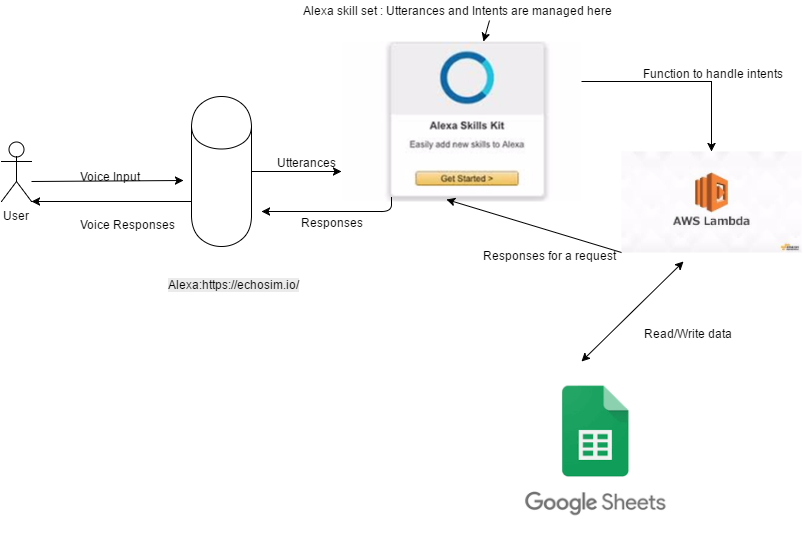 Alexa skill set : Utterances and Intents are managed here
Function to handle intents
Alexa Skills Kit
Easily add new skills to Alexa
Get Started >
Voice Input
Utterances
AWS Lambda
User
Voice Responses
Responses
Responses for a request
Alexa:https://echosim.io/
Read/Write data
Google Sheets